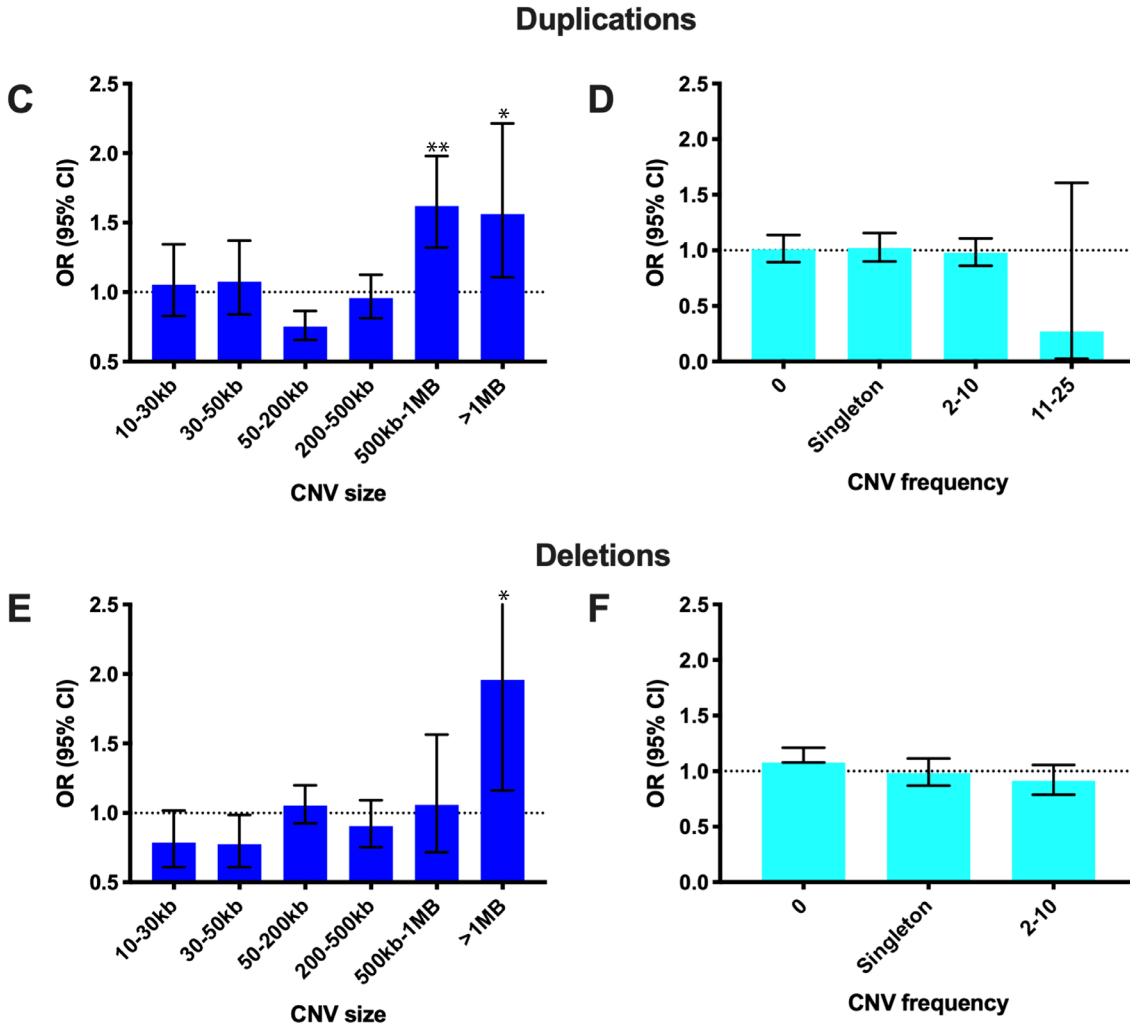 Duplications
C
OR (95% CI)
2.5
2.0
1.5
1.0
0.5
**
*
10-30kb
30-50kb
50-200kb
200-500kb
500kb-1MB
>1MB
CNV size
D
OR (95% CI)
2.5
2.0
1.5
1.0
0.5
0.0
0
Singleton
2-10
11-25
CNV frequency
Deletions
E
OR (95% CI)
2.5
2.0
1.5
1.0
0.5
*
10-30kb
30-50kb
50-200kb
200-500kb
500kb-1MB
>1MB
CNV size
F
OR (95% CI)
2.5
2.0
1.5
1.0
0.5
0.0
0
Singleton
2-10
CNV frequency